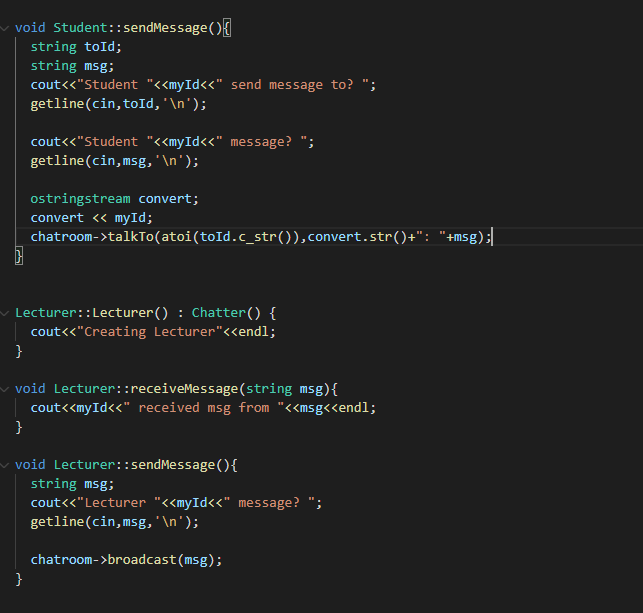 void Student::sendMessage(){
string toId;
string msg;
cout<<"Student "<<myId<<" send message to? ";
getline(cin,toId,'\n');
cout<<"Student "<<myId<<" message? ";
getline(cin,msg,'\n');
ostringstream convert;
convert << myId;
chatroom->talkTo(atoi(toId.c_str()),convert.str()+": "+msg);
}
Lecturer::Lecturer() : Chatter() {
cout<<"Creating Lecturer"<<endl;
}
void Lecturer::receiveMessage(string msg){
cout<<myId<<" received msg from "<<msg<<endl;
}
void Lecturer::sendMessage(){
string msg;
cout<<"Lecturer "<<myId<<" message? ";
getline(cin,msg,'\n');
chatroom->broadcast(msg);
}